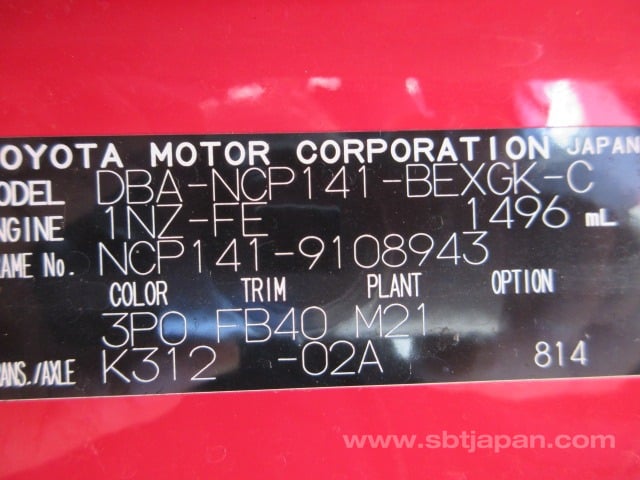 TOYOTA MOTOR CORPORATION JAPAN
MODEL DBA-NCP141-BEXGK-C
ENGINE 1NZ-FE 1496 mL
FRAME No. NCP141-9108943
COLOR TRIM PLANT OPTION
3P0 FB40 M21
TRANS./AXLE K312 -02A 814
www.sbtjapan.com